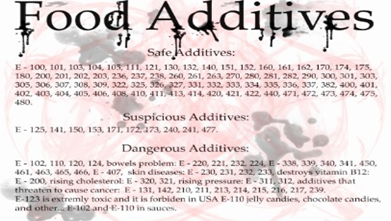 Food Additives
Safe Additives:
E - 100, 101, 103, 104, 105, 111, 121, 130, 132, 140, 151, 152, 160, 161, 162, 170, 174, 175,
180, 200, 201, 202, 203, 236, 237, 238, 260, 261, 263, 270, 280, 281, 282, 290, 300, 301, 303,
305, 306, 307, 308, 309, 322, 325, 326, 327, 331, 332, 333, 334, 335, 336, 337, 382, 400, 401,
402, 403, 404, 405, 406, 408, 410, 411, 413, 414, 420, 421, 422, 440, 471, 472, 473, 474, 475,
480.
Suspicious Additives:
E - 125, 141, 150, 153, 171, 172, 173, 240, 241, 477.
Dangerous Additives:
E - 102, 110, 120, 124, bowels problem: E - 220, 221, 232, 224, E - 338, 339, 340, 341, 450,
461, 463, 465, 466, E - 407, skin diseases: E - 230, 231, 232, 233, destroys vitamin B12:
E - 200, rising cholesterol: E - 320, 321, rising pressure: E - 311, 312, additives that
threaten to cause cancer: E - 131, 142, 210, 211, 213, 214, 215, 216, 217, 239.
E-123 is extremly toxic and it is forbiden in USA E-110 jelly candies, chocolate candies,
and other... E-102 and E-110 in sauces.